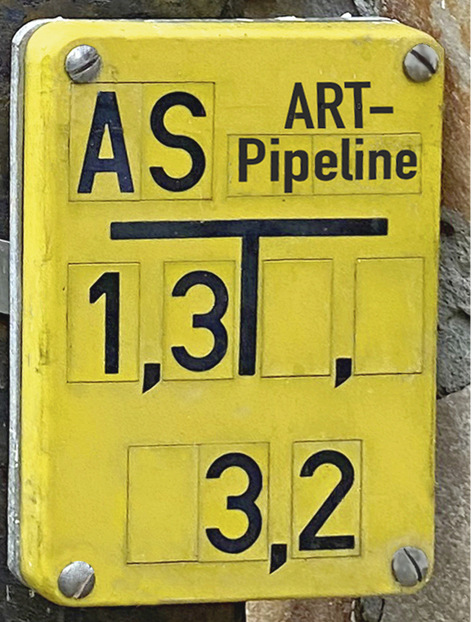 AS ART-
Pipeline
1,3 ,
3,2